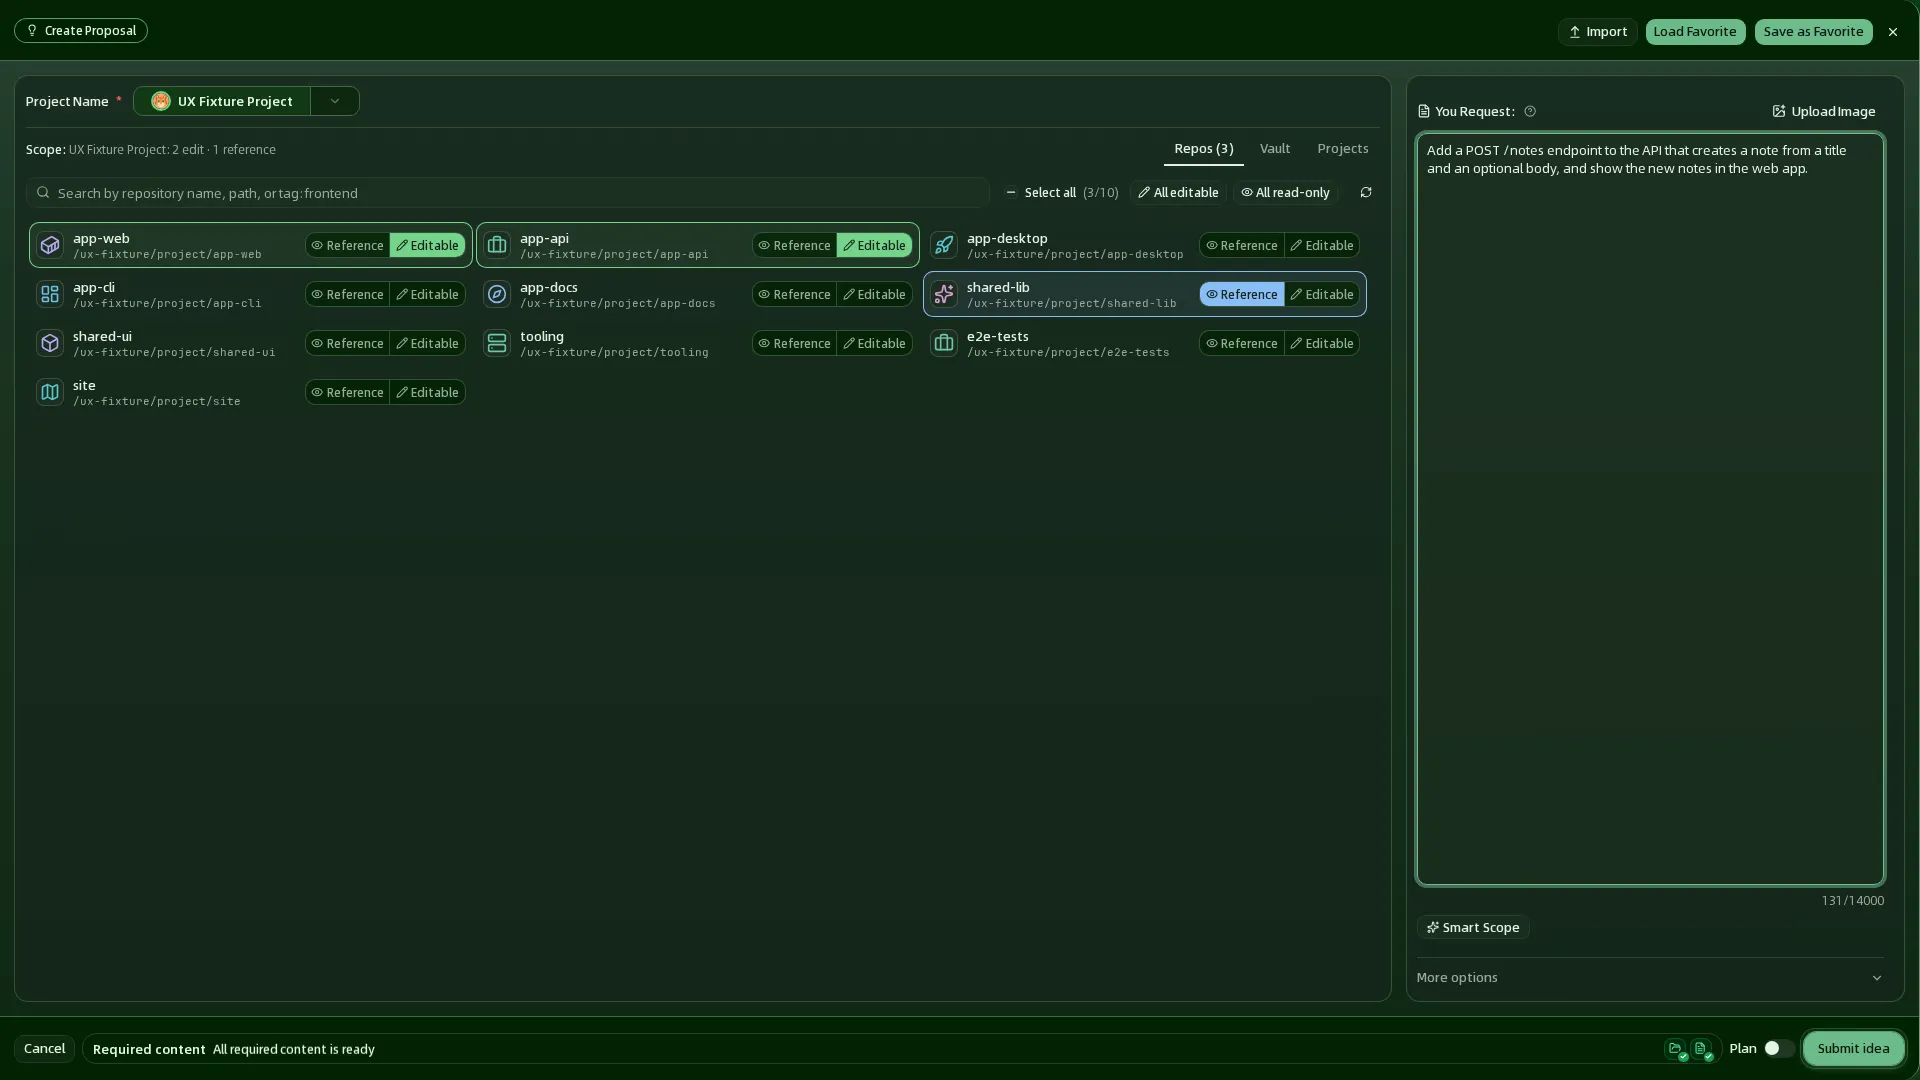 Create Proposal
Import
Load Favorite
Save as Favorite
Project Name *
UX Fixture Project
Scope: UX Fixture Project: 2 edit · 1 reference
Repos (3)
Vault
Projects
Search by repository name, path, or tag:frontend
Select all (3/10)
All editable
All read-only
app-web
/ux-fixture/project/app-web
Reference
Editable
app-api
/ux-fixture/project/app-api
Reference
Editable
app-desktop
/ux-fixture/project/app-desktop
Reference
Editable
app-cli
/ux-fixture/project/app-cli
Reference
Editable
app-docs
/ux-fixture/project/app-docs
Reference
Editable
shared-lib
/ux-fixture/project/shared-lib
Reference
Editable
shared-ui
/ux-fixture/project/shared-ui
Reference
Editable
tooling
/ux-fixture/project/tooling
Reference
Editable
e2e-tests
/ux-fixture/project/e2e-tests
Reference
Editable
site
/ux-fixture/project/site
Reference
Editable
You Request:
Upload Image
Add a POST /notes endpoint to the API that creates a note from a title
and an optional body, and show the new notes in the web app.
131/14000
Smart Scope
More options
Cancel
Required content All required content is ready
Plan
Submit idea